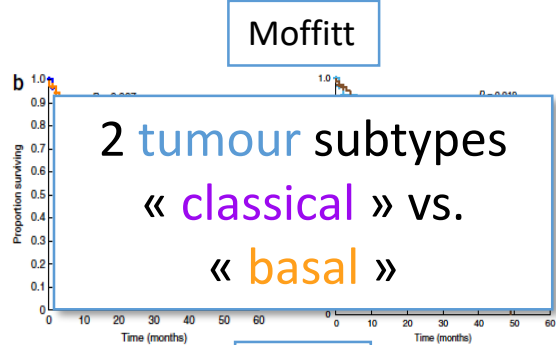 Moffitt
b
1.0
0.9
0.8
0.7
0.6
0.5
0.4
0.3
0.2
0.1
0
Proportion surviving
0 10 20 30 40 50 60
Time (months)
1.0
0
0 10 20 30 40 50 60
Time (months)
2 tumour subtypes
« classical » vs.
« basal »